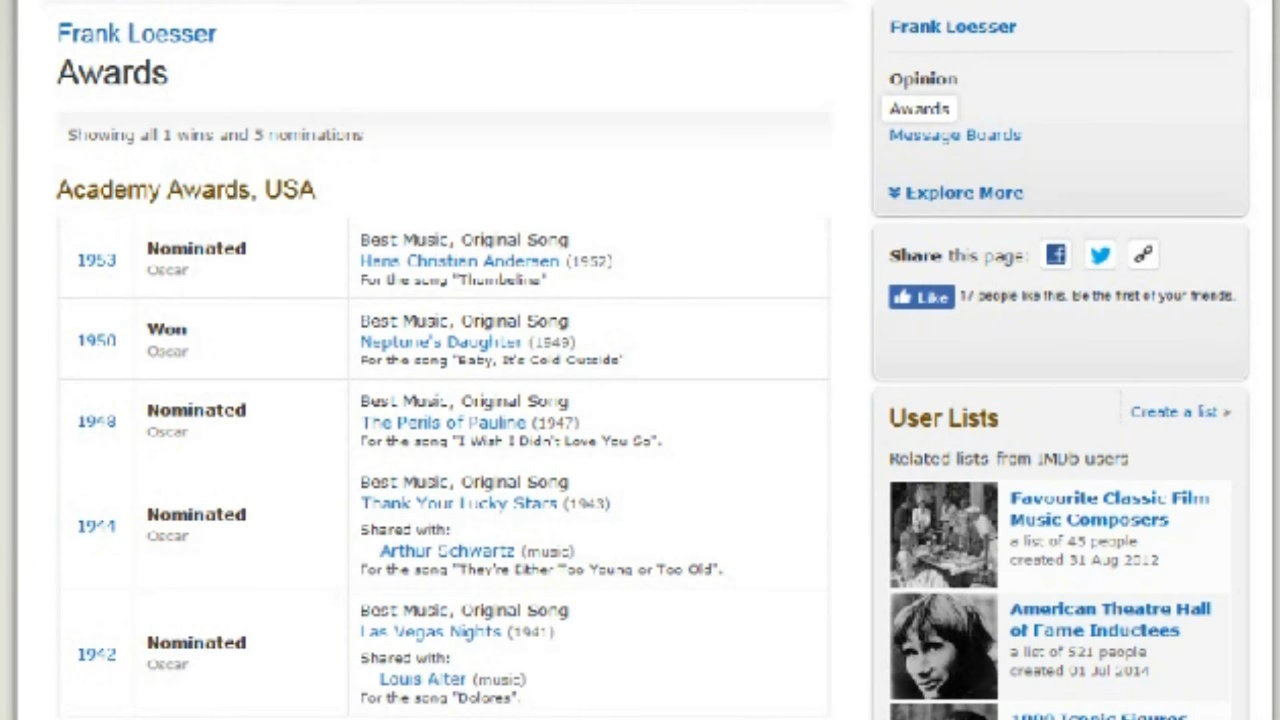 Frank Loesser
Awards
Showing all 1 wins and 5 nominations
Academy Awards, USA
1953
Nominated
Oscar
Best Music, Original Song
Hans Christian Andersen (1952)
For the song "Thumbelina"
1950
Won
Oscar
Best Music, Original Song
Neptune's Daughter (1949)
For the song "Baby, It's Cold Outside"
1948
Nominated
Oscar
Best Music, Original Song
The Perils of Pauline (1947)
For the song "I Wish I Didn't Love You So".
1944
Nominated
Oscar
Best Music, Original Song
Thank Your Lucky Stars (1943)
Shared with:
Arthur Schwartz (music)
For the song "They're Either Too Young or Too Old".
1942
Nominated
Oscar
Best Music, Original Song
Las Vegas Nights (1941)
Shared with:
Louis Alter (music)
For the song "Dolores".
Frank Loesser
Opinion
Awards
Message Boards
Explore More
Share this page:
Like 17 people like this. Be the first of your friends.
User Lists
Create a list »
Related lists from IMDb users
Favourite Classic Film
Music Composers
a list of 45 people
created 31 Aug 2012
American Theatre Hall
of Fame Inductees
a list of 521 people
created 01 Jul 2014